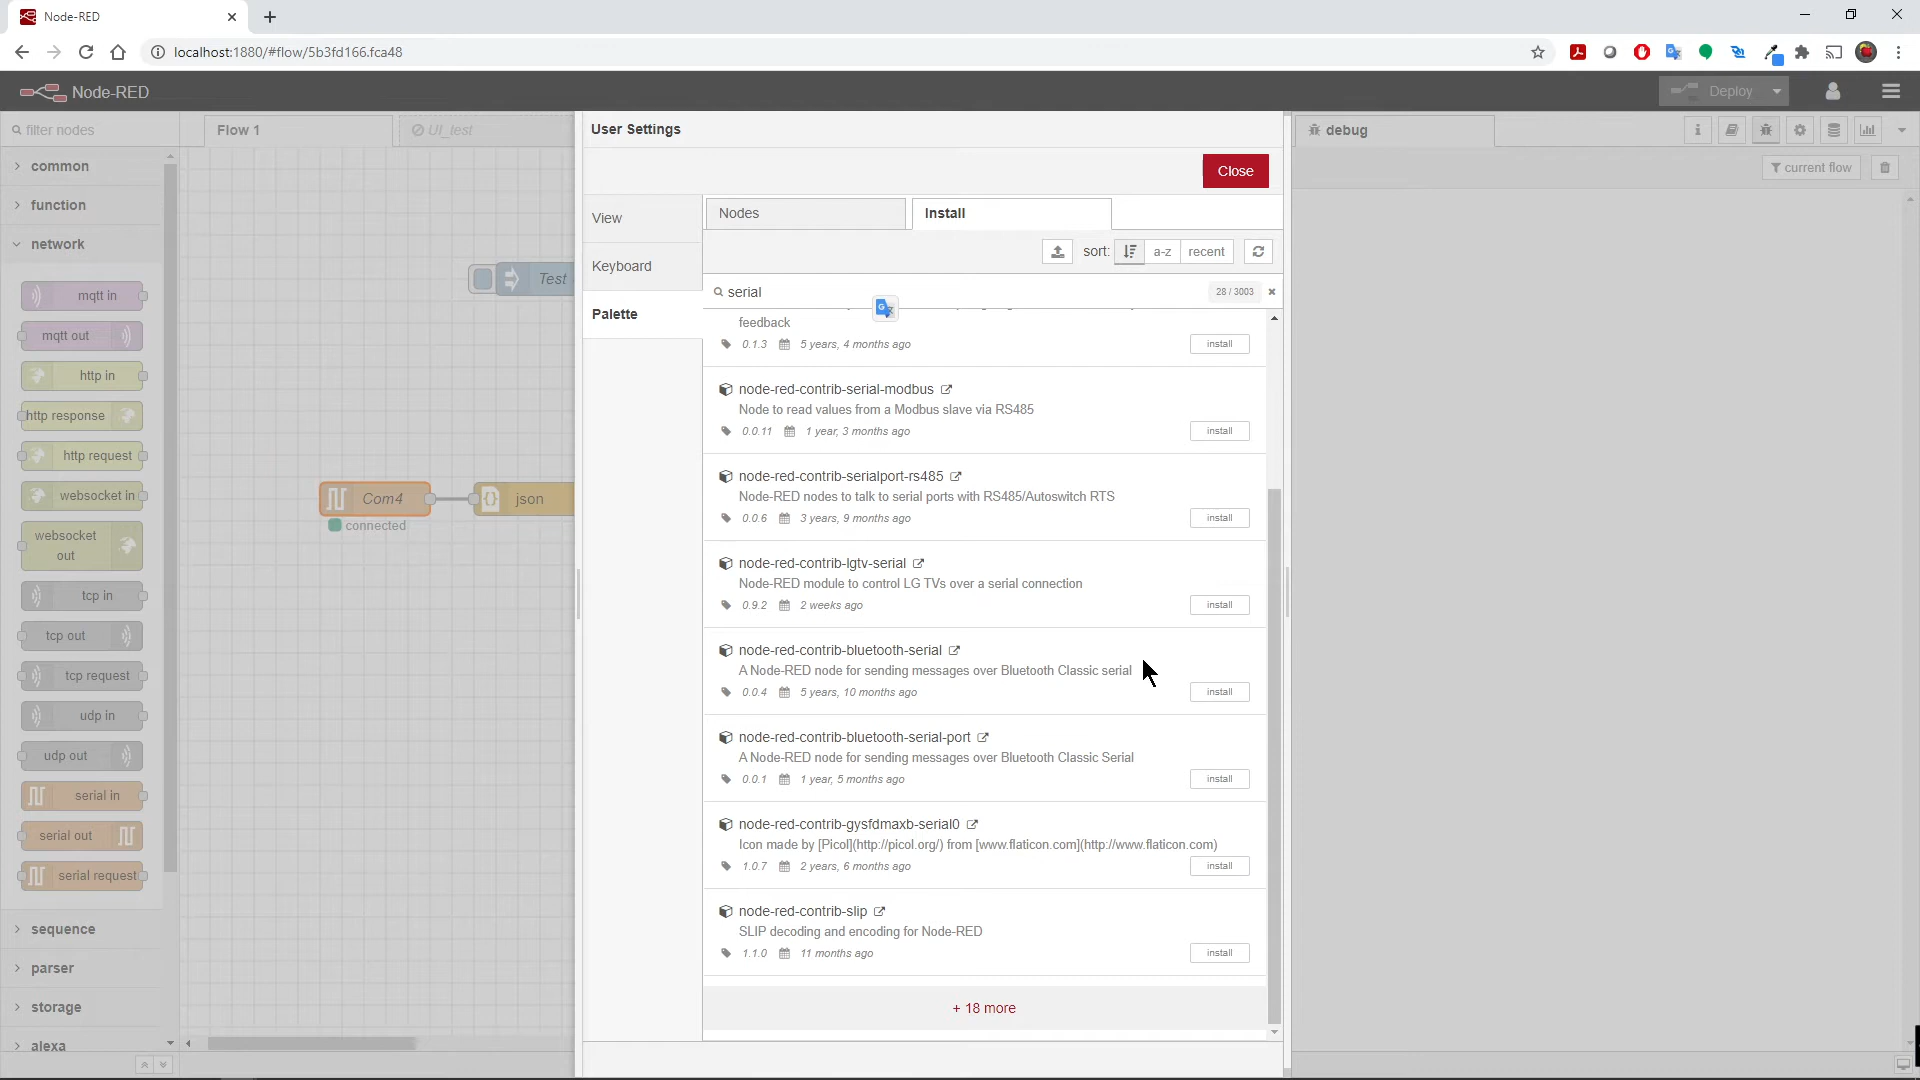 Node-RED
localhost:1880/#flow/5b3fd166.fca48
Node-RED
Deploy
filter nodes
Flow 1
UI_test
User Settings
debug
Close
current flow
common
function
network
mqtt in
mqtt out
http in
http response
http request
websocket in
websocket
out
tcp in
tcp out
tcp request
udp in
udp out
serial in
serial out
serial request
sequence
parser
storage
alexa
Test
Com4
json
connected
View
Keyboard
Palette
Nodes
Install
sort:
a-z
recent
serial
28 / 3003
feedback
0.1.3
5 years, 4 months ago
install
node-red-contrib-serial-modbus
Node to read values from a Modbus slave via RS485
0.0.11
1 year, 3 months ago
install
node-red-contrib-serialport-rs485
Node-RED nodes to talk to serial ports with RS485/Autoswitch RTS
0.0.6
3 years, 9 months ago
install
node-red-contrib-lgtv-serial
Node-RED module to control LG TVs over a serial connection
0.9.2
2 weeks ago
install
node-red-contrib-bluetooth-serial
A Node-RED node for sending messages over Bluetooth Classic serial
0.0.4
5 years, 10 months ago
install
node-red-contrib-bluetooth-serial-port
A Node-RED node for sending messages over Bluetooth Classic Serial
0.0.1
1 year, 5 months ago
install
node-red-contrib-gysfdmaxb-serial0
Icon made by [Picol](http://picol.org/) from [www.flaticon.com](http://www.flaticon.com)
1.0.7
2 years, 6 months ago
install
node-red-contrib-slip
SLIP decoding and encoding for Node-RED
1.1.0
11 months ago
install
+ 18 more